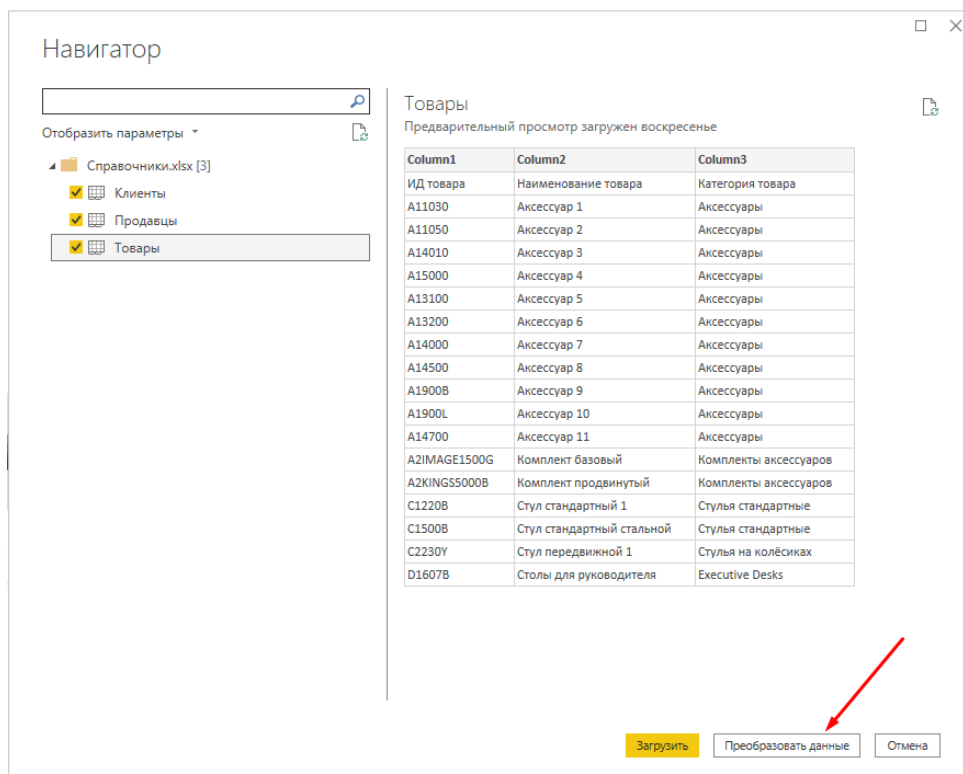 Навигатор
Отобразить параметры
Справочники.xlsx [3]
Клиенты
Продавцы
Товары
Товары
Предварительный просмотр загружен воскресенье
Column1 Column2 Column3
ИД товара Наименование товара Категория товара
A11030 Аксессуар 1 Аксессуары
A11050 Аксессуар 2 Аксессуары
A14010 Аксессуар 3 Аксессуары
A15000 Аксессуар 4 Аксессуары
A13100 Аксессуар 5 Аксессуары
A13200 Аксессуар 6 Аксессуары
A14000 Аксессуар 7 Аксессуары
A14500 Аксессуар 8 Аксессуары
A1900B Аксессуар 9 Аксессуары
A1900L Аксессуар 10 Аксессуары
A14700 Аксессуар 11 Аксессуары
A2IMAGE1500G Комплект базовый Комплекты аксессуаров
A2KINGS5000B Комплект продвинутый Комплекты аксессуаров
C1220B Стул стандартный 1 Стулья стандартные
C1500B Стул стандартный стальной Стулья стандартные
C2230Y Стул передвижной 1 Стулья на колёсиках
D1607B Столы для руководителя Executive Desks
Загрузить Преобразовать данные Отмена